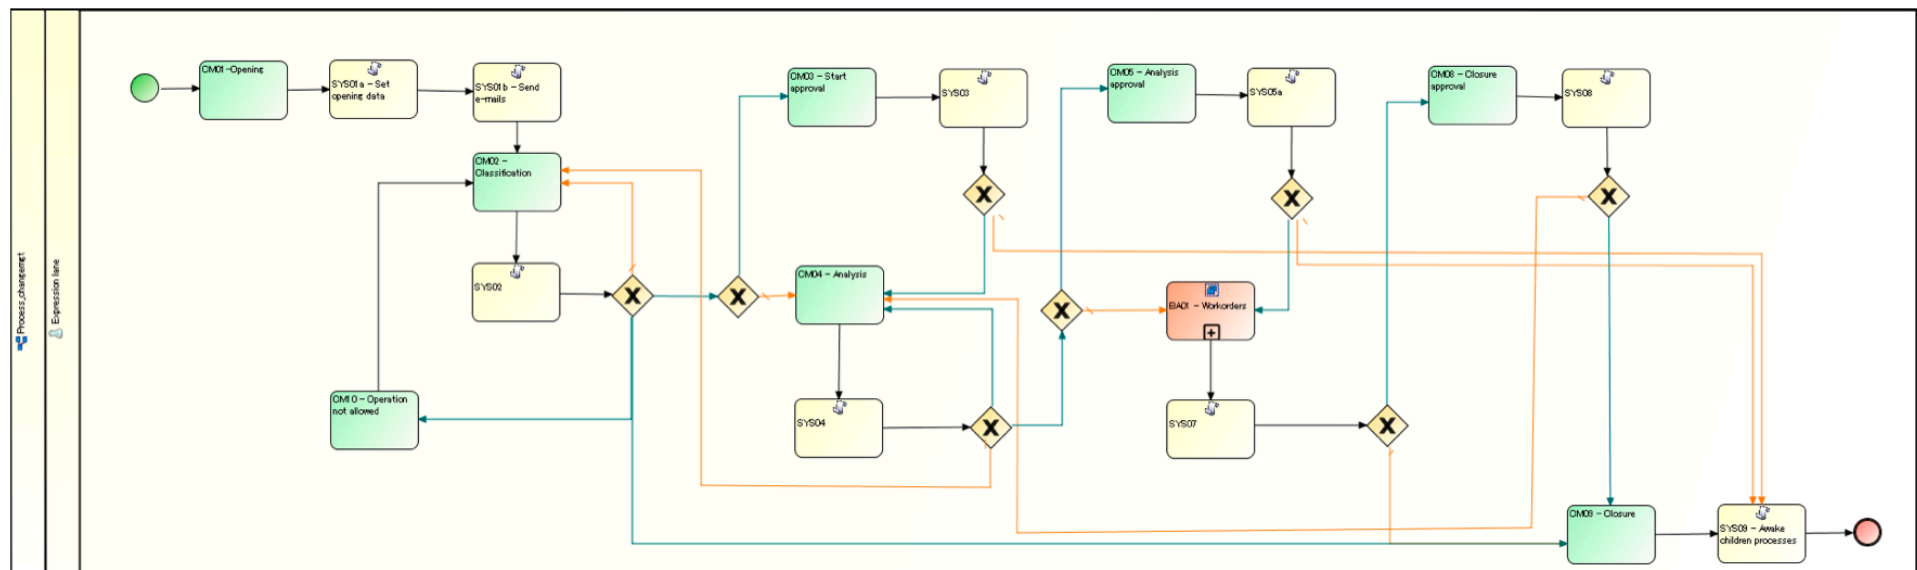 Process_changemgt
Expression lane
CM01 -Opening
SYS01a - Set
opening data
SYS01b - Send
e-mails
CM02 -
Classification
SYS02
CM10 - Operation
not allowed
CM03 - Start
approval
SYS03
CM04 - Analysis
SYS04
CM05 - Analysis
approval
SYS05a
BA01 - Workorders
SYS07
CM08 - Closure
approval
SYS08
CM09 - Closure
SYS09 - Awake
children processes